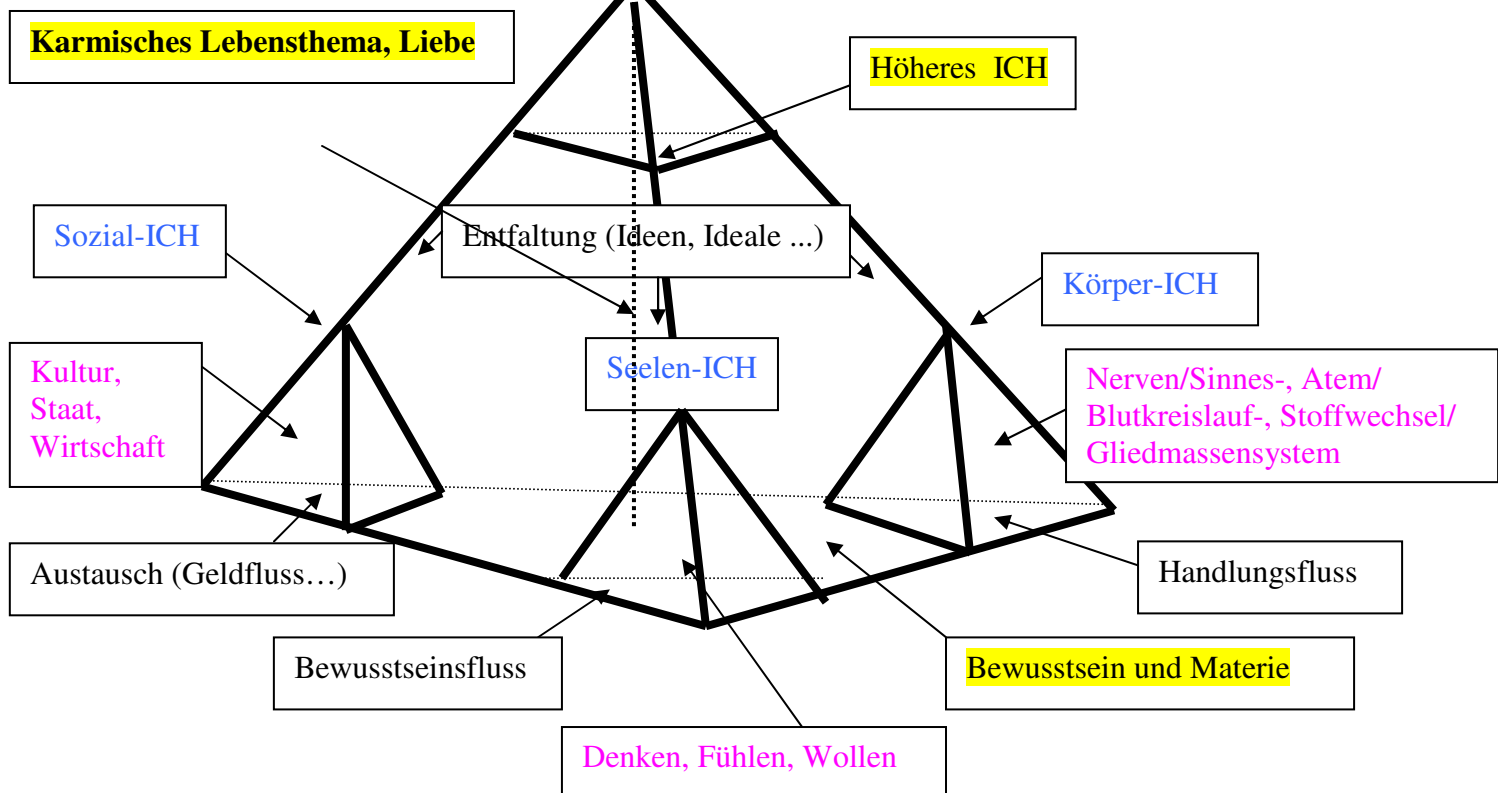 Karmisches Lebensthema, Liebe
Höheres ICH
Sozial-ICH
Entfaltung (Ideen, Ideale ...)
Körper-ICH
Kultur,
Staat,
Wirtschaft
Seelen-ICH
Nerven/Sinnes-, Atem/
Blutkreislauf-, Stoffwechsel/
Gliedmassensystem
Austausch (Geldfluss…)
Handlungsfluss
Bewusstseinsfluss
Bewusstsein und Materie
Denken, Fühlen, Wollen